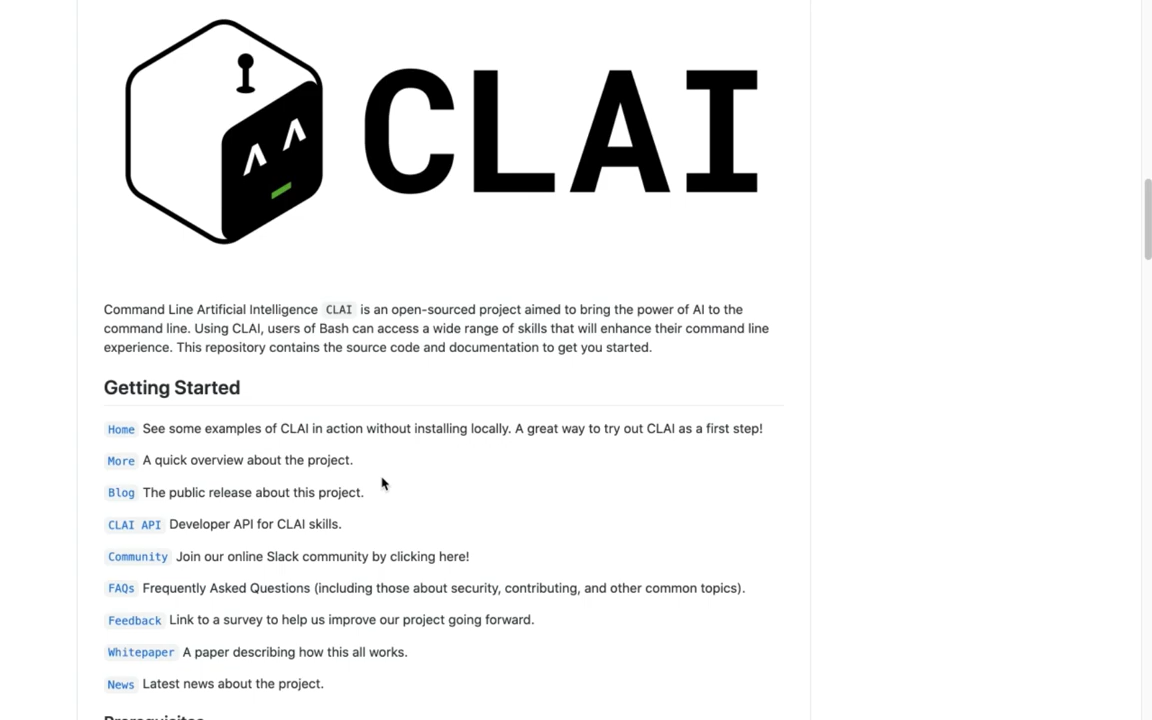 CLAI
Command Line Artificial Intelligence CLAI is an open-sourced project aimed to bring the power of AI to the
command line. Using CLAI, users of Bash can access a wide range of skills that will enhance their command line
experience. This repository contains the source code and documentation to get you started.
Getting Started
Home See some examples of CLAI in action without installing locally. A great way to try out CLAI as a first step!
More A quick overview about the project.
Blog The public release about this project.
CLAI API Developer API for CLAI skills.
Community Join our online Slack community by clicking here!
FAQs Frequently Asked Questions (including those about security, contributing, and other common topics).
Feedback Link to a survey to help us improve our project going forward.
Whitepaper A paper describing how this all works.
News Latest news about the project.
Prerequisites